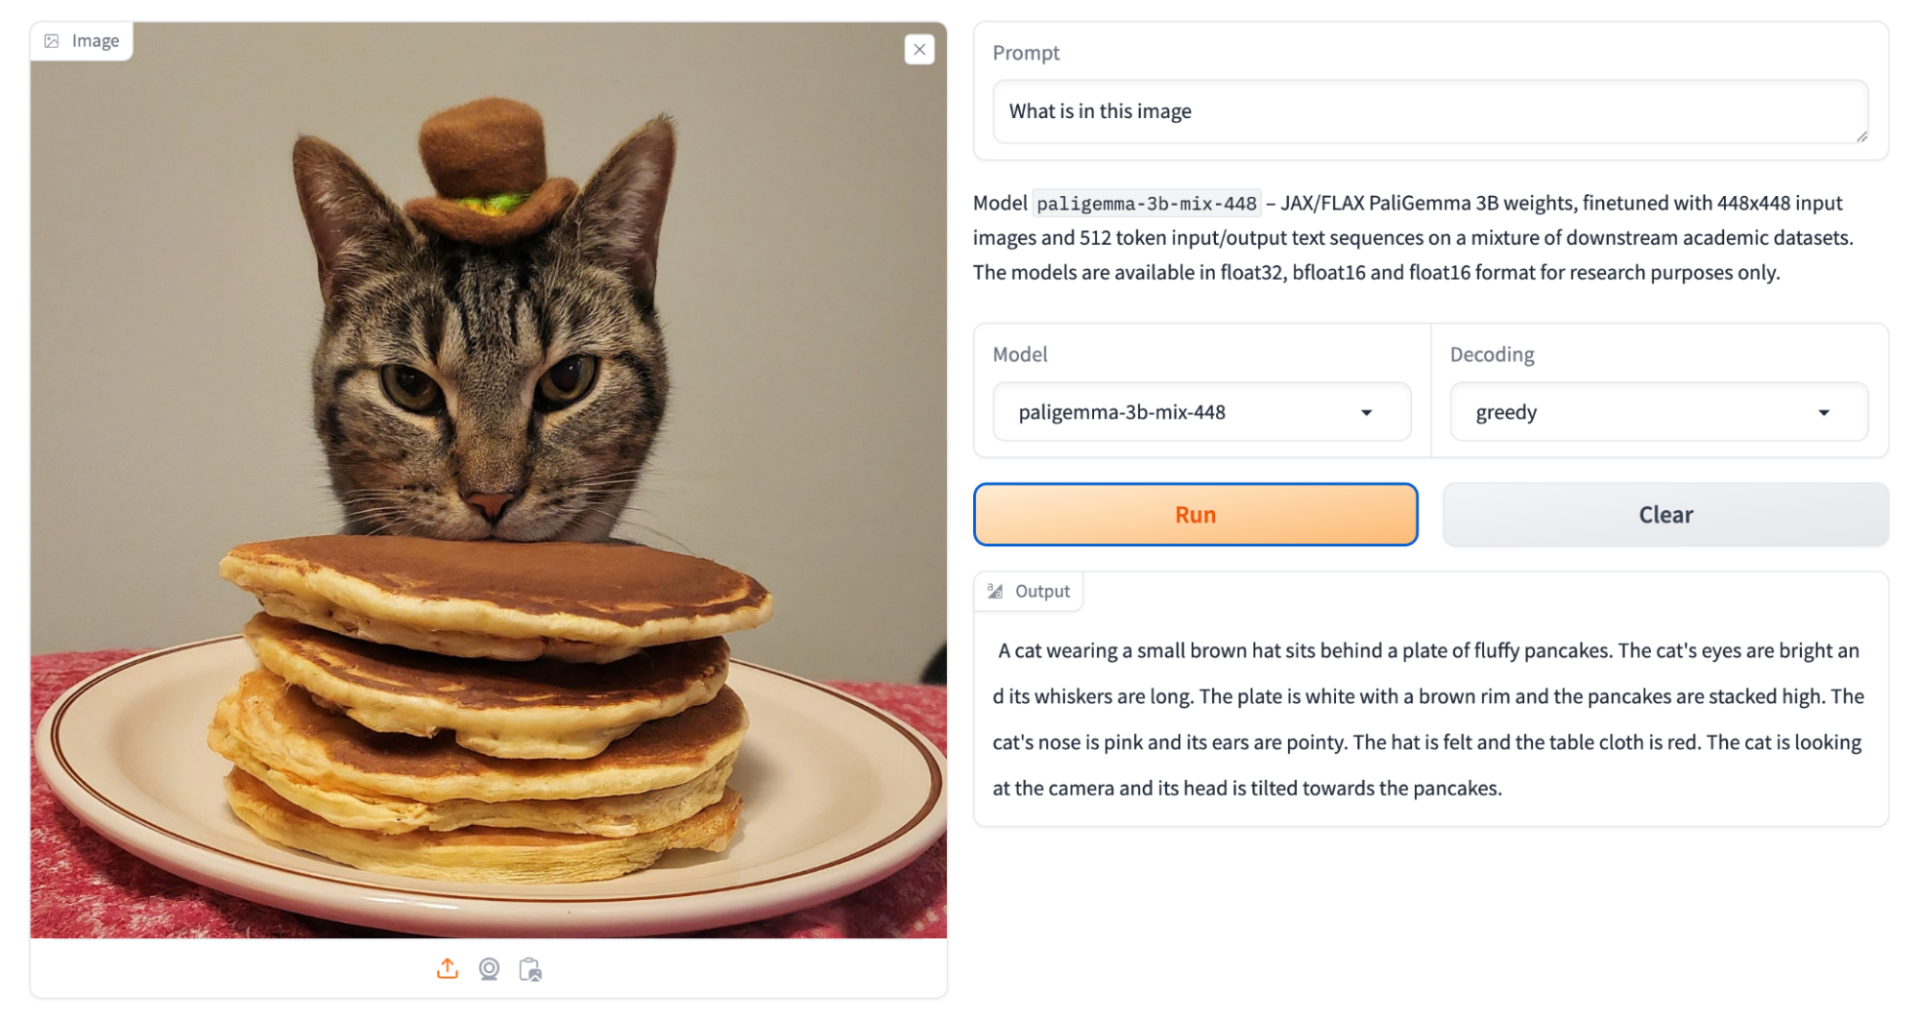 Image
Prompt
What is in this image
Model paligemma-3b-mix-448 – JAX/FLAX PaliGemma 3B weights, finetuned with 448x448 input
images and 512 token input/output text sequences on a mixture of downstream academic datasets.
The models are available in float32, bfloat16 and float16 format for research purposes only.
Model
paligemma-3b-mix-448
Decoding
greedy
Run
Clear
Output
A cat wearing a small brown hat sits behind a plate of fluffy pancakes. The cat's eyes are bright an
d its whiskers are long. The plate is white with a brown rim and the pancakes are stacked high. The
cat's nose is pink and its ears are pointy. The hat is felt and the table cloth is red. The cat is looking
at the camera and its head is tilted towards the pancakes.